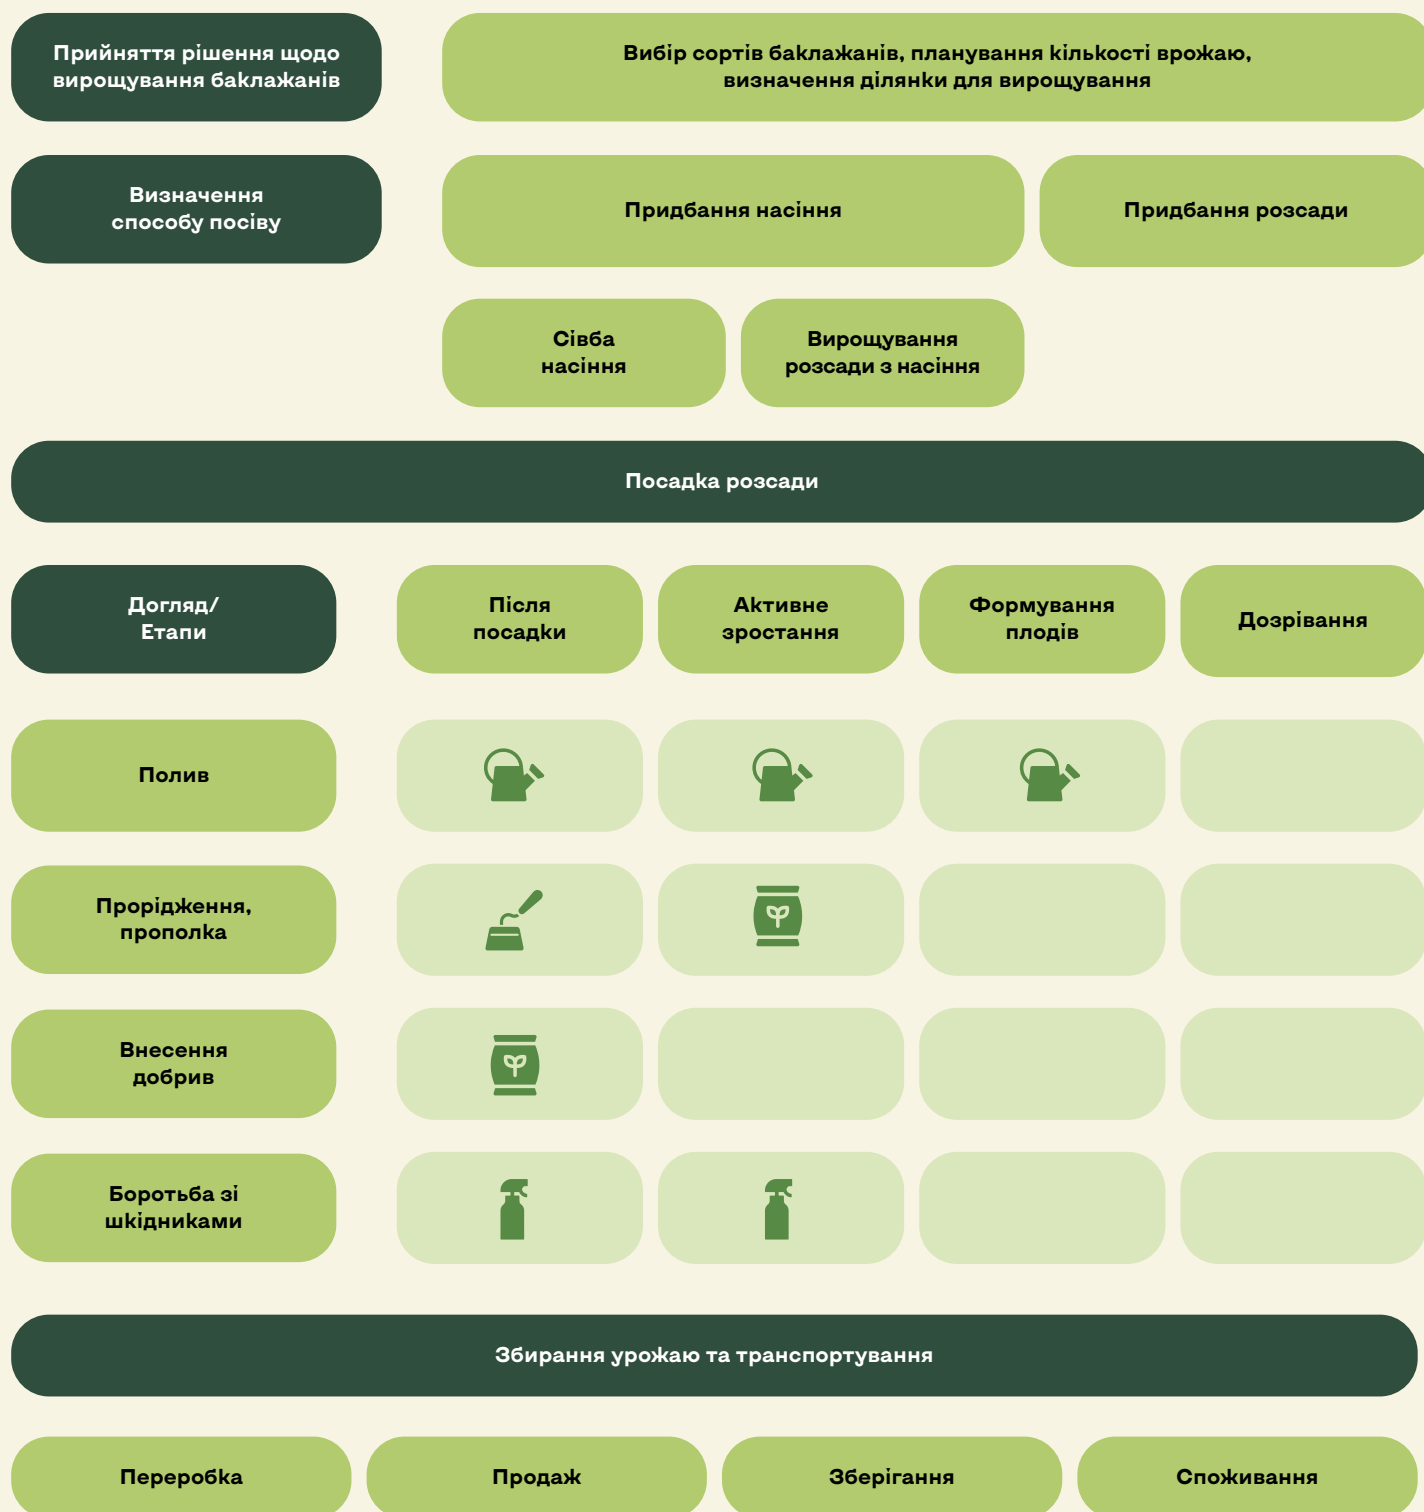 Прийняття рішення щодо
вирощування баклажанів
Вибір сортів баклажанів, планування кількості врожаю,
визначення ділянки для вирощування
Визначення
способу посіву
Придбання насіння
Придбання розсади
Сівба
насіння
Вирощування
розсади з насіння
Посадка розсади
Догляд/
Етапи
Після
посадки
Активне
зростання
Формування
плодів
Дозрівання
Полив
Прорідження,
прополка
Внесення
добрив
Боротьба зі
шкідниками
Збирання урожаю та транспортування
Переробка
Продаж
Зберігання
Споживання